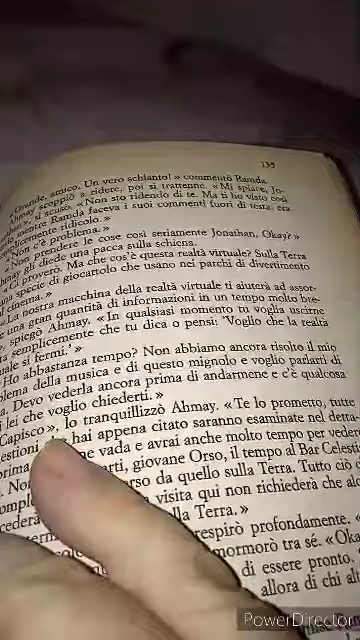 135
«Grande, amico. Un vero schianto!» commentò Ramda.
Ahmay scoppiò a ridere, poi si trattenne. «Mi spiace, Jo-
», si scusò. «Non sto ridendo di te. Ma ti ho visto così
mentre Ramda faceva i suoi commenti fuori di testa: era
ridicolo.»
«Non c'è problema.»
«Non prendere le cose così seriamente Jonathan, Okay?»
Ahmay gli diede una pacca sulla schiena.
di proverò. Ma che cos'è questa realtà virtuale? Sulla Terra
una specie di giocattolo che usano nei parchi di divertimento
cinema.»
La nostra macchina della realtà virtuale ti aiuterà ad assor-
una gran quantità di informazioni in un tempo molto bre-
spiegò Ahmay. «In qualsiasi momento tu voglia uscirne
semplicemente che tu dica o pensi: 'Voglio che la realtà
si fermi.'»
Ho abbastanza tempo? Non abbiamo ancora risolto il mio
della musica e di questo mignolo e voglio parlarti di
Devo vederla ancora prima di andarmene e c'è qualcosa
lei che voglio chiederti.»
Capisco», lo tranquillizzò Ahmay. «Te lo prometto, tutte
hai appena citato saranno esaminate nel detta-
prima che vada e avrai anche molto tempo per veder
giovane Orso, il tempo al Bar Celesti
da quello sulla Terra. Tutto ciò
visita qui non richiederà che alc
Terra.»
respirò profondamente. «
mormorò tra sé. «Oka
di essere pronto,
allora di chi al
PowerDirector